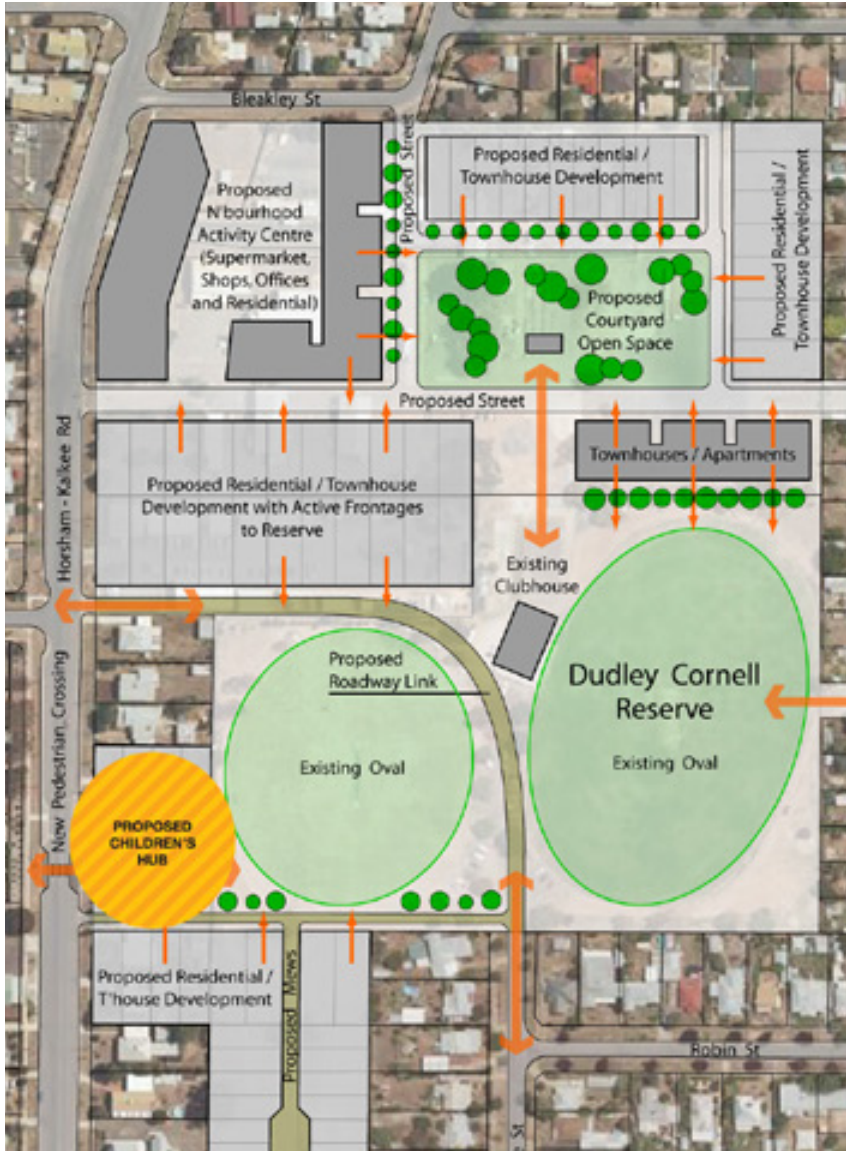 Bleakley St
Proposed Street
Proposed
N'bourhood
Activity Centre
(Supermarket,
Shops, Offices
and Residential)
Proposed Residential /
Townhouse Development
Proposed Residential /
Townhouse Development
Proposed
Courtyard
Open Space
Proposed Street
Horsham - Kalkee Rd
Proposed Residential / Townhouse
Development with Active Frontages
to Reserve
Townhouses / Apartments
Existing
Clubhouse
Proposed
Roadway Link
Dudley Cornell
Reserve
Existing Oval
Existing Oval
New Pedestrian Crossing
PROPOSED
CHILDREN'S
HUB
Proposed Residential /
T'house Development
Proposed Mews
Robin St
St